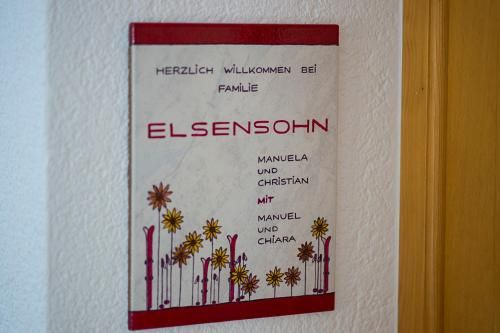 HERZLICH WILLKOMMEN BEI
FAMILIE
ELSENSOHN
MANUELA
UND
CHRISTIAN
MIT
MANUEL
UND
CHIARA